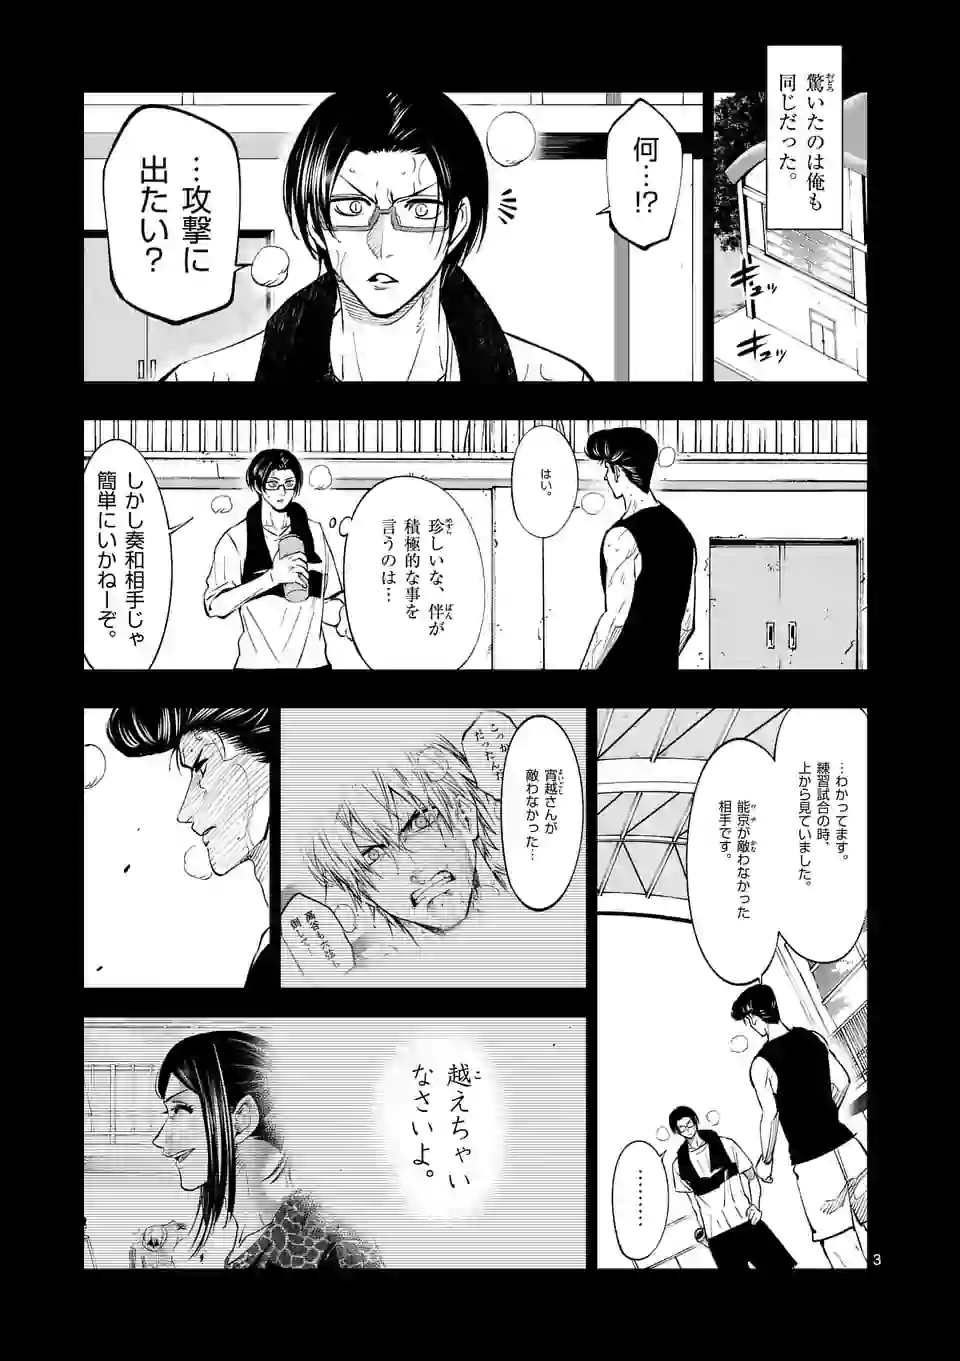 驚いたのは俺も
同じだった。
キュッ
キュッ
何…!?
…攻撃に
出たい?
はい。
珍しいな、伴が
積極的な事を
言うのは…
しかし奏和相手じゃ
簡単にいかねーぞ。
…わかってます。
練習試合の時、
上から見ていました。
能京が敵わなかった
相手です。
………
宵越さんが
敵わなかった…
越えちゃい
なさいよ。
3